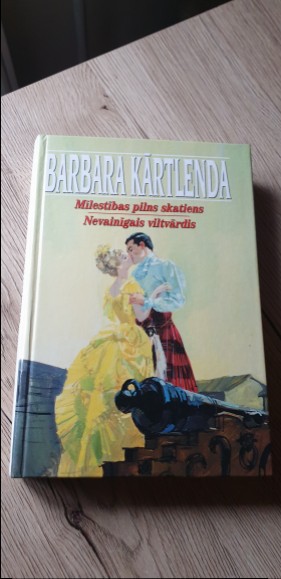 BARBARA KĀRTLENDA
Mīlestības pilns skatiens
Nevainīgais viltvārdis